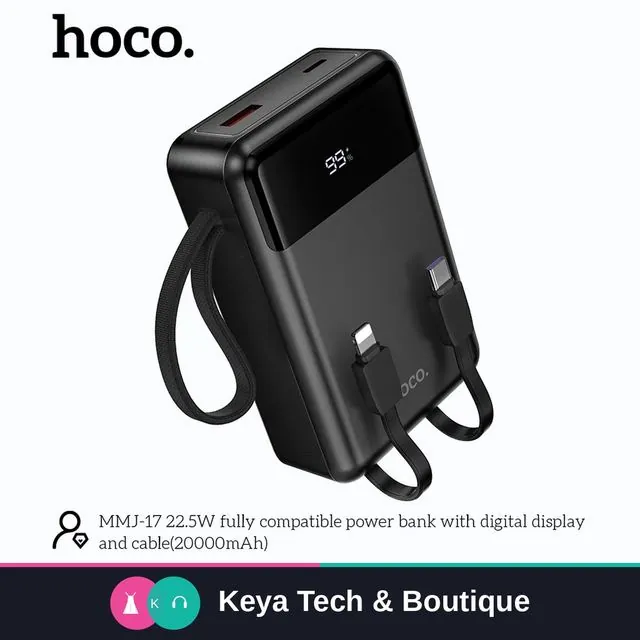 hoco.
99%
hoco.
MMJ-17 22.5W fully compatible power bank with digital display
and cable(20000mAh)
K
Keya Tech & Boutique